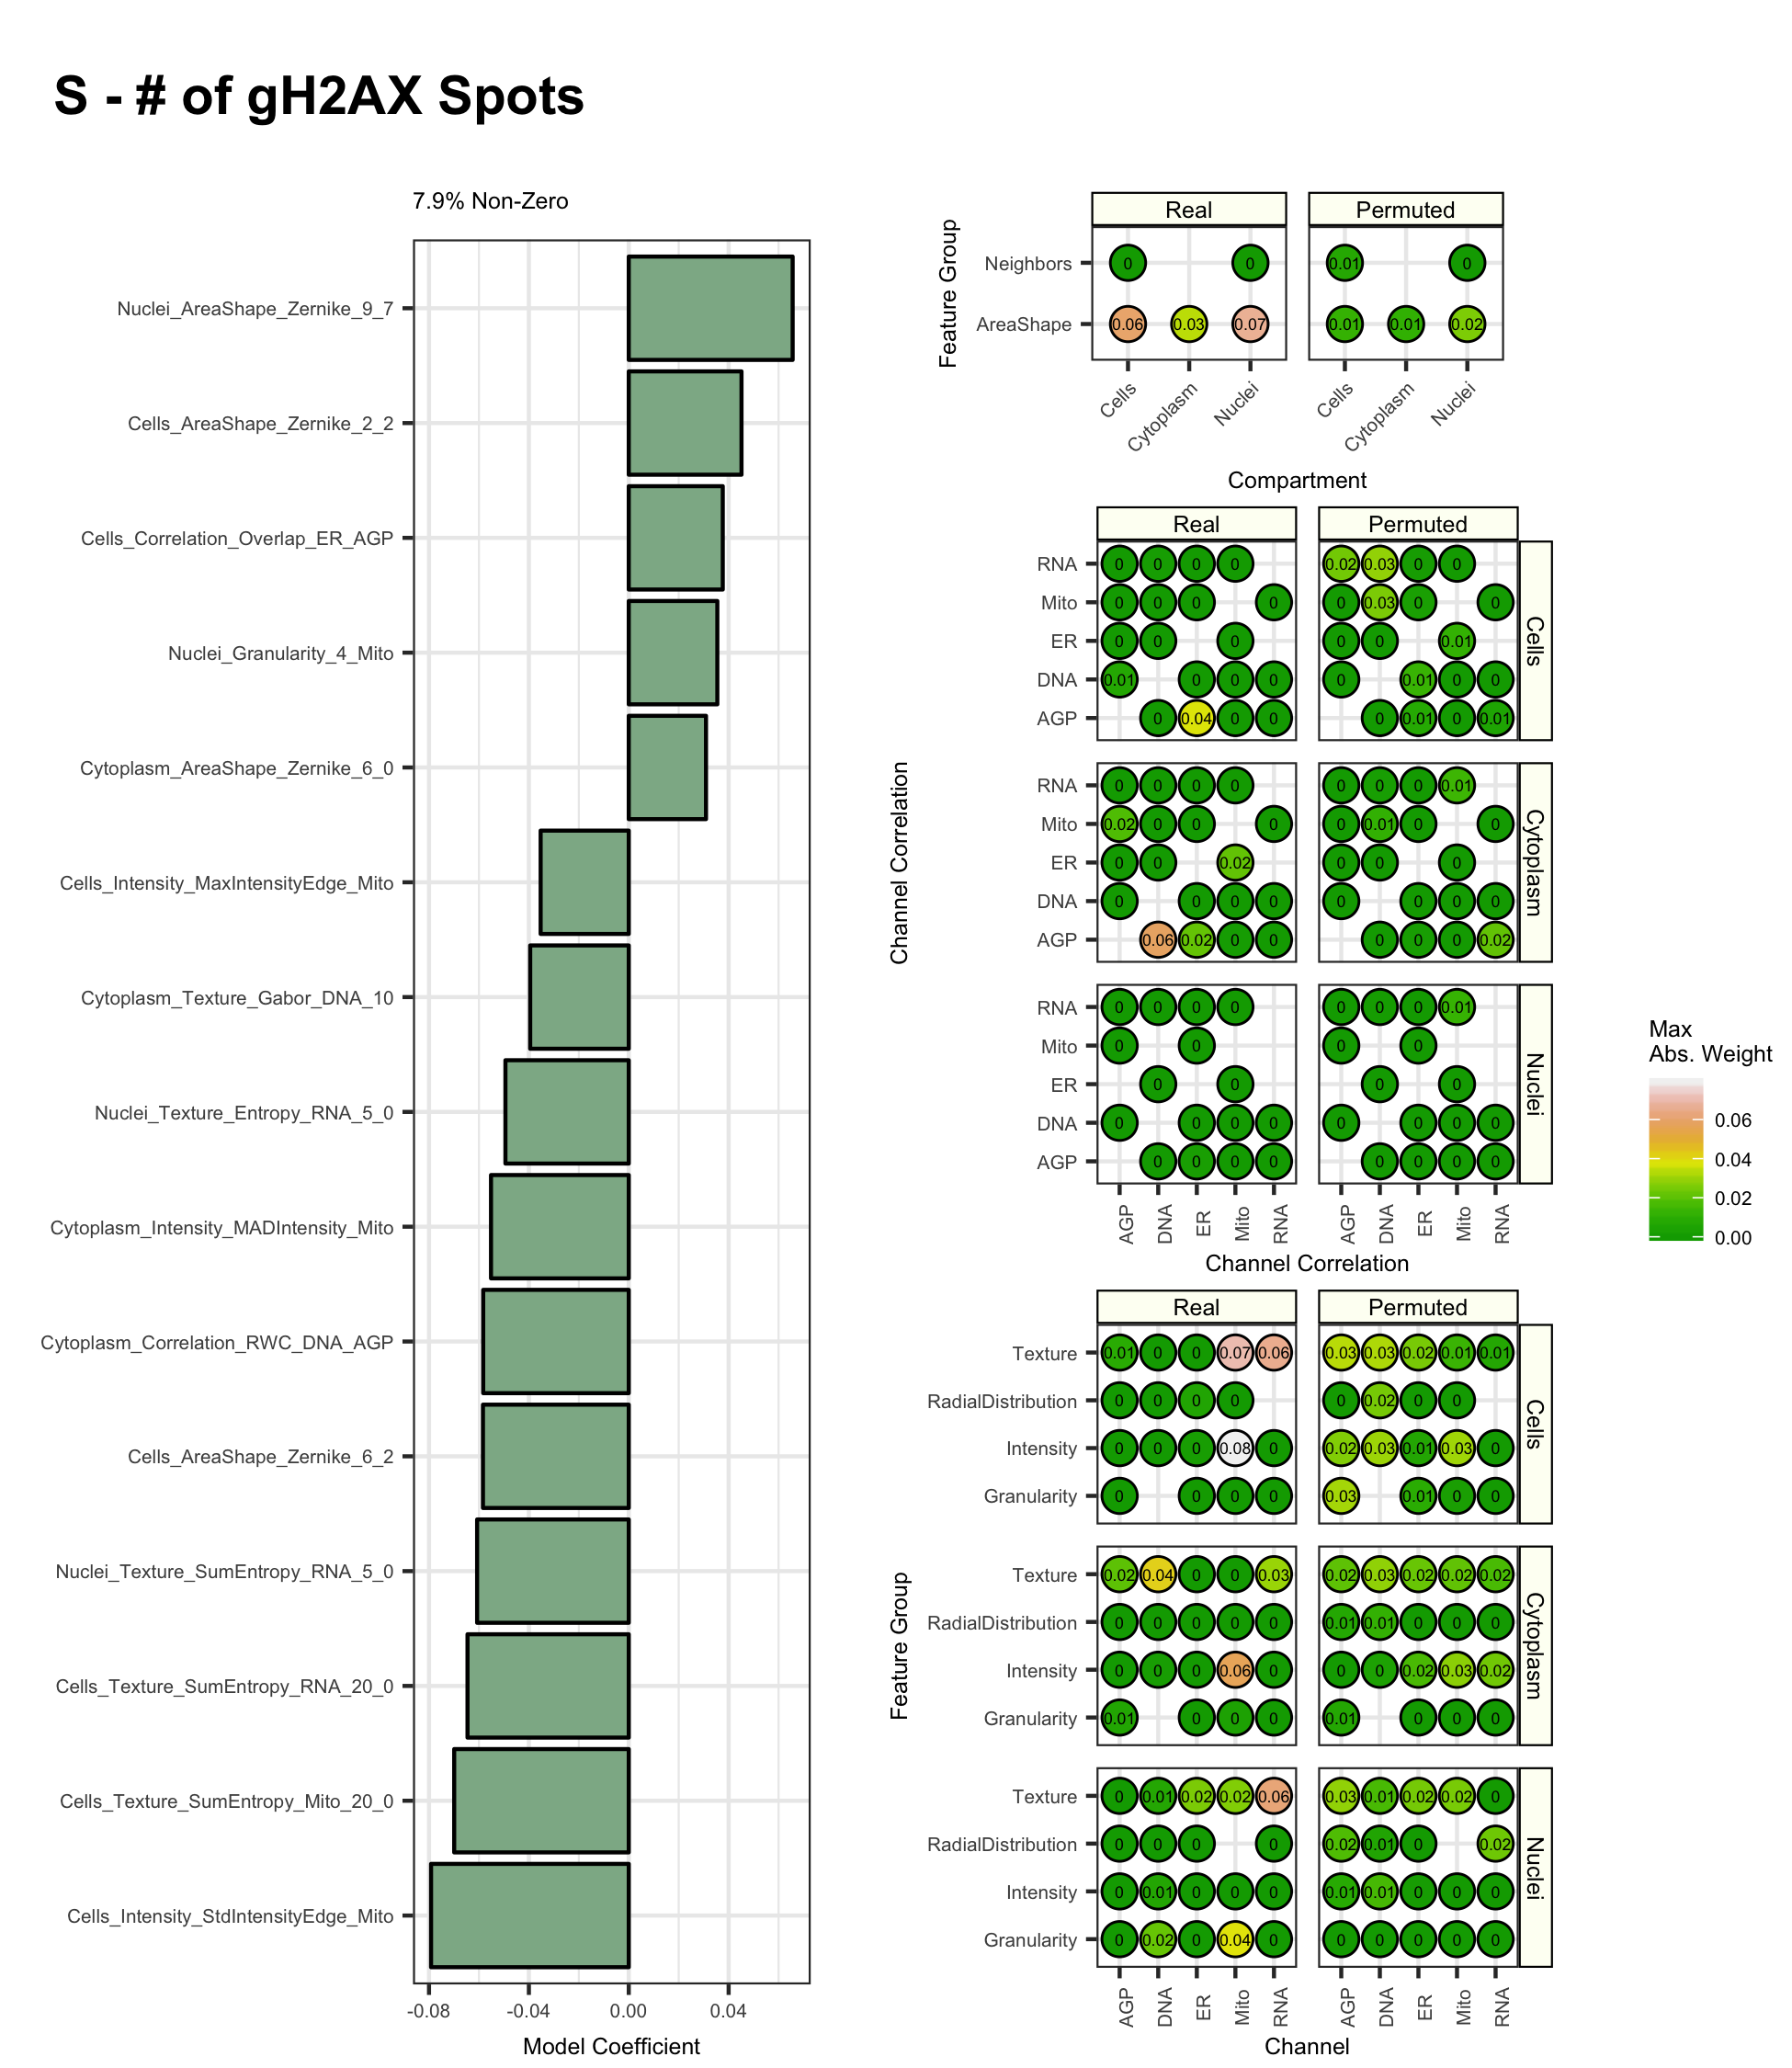 S - # of gH2AX Spots
7.9% Non-Zero
Nuclei_AreaShape_Zernike_9_7
Cells_AreaShape_Zernike_2_2
Cells_Correlation_Overlap_ER_AGP
Nuclei_Granularity_4_Mito
Cytoplasm_AreaShape_Zernike_6_0
Cells_Intensity_MaxIntensityEdge_Mito
Cytoplasm_Texture_Gabor_DNA_10
Nuclei_Texture_Entropy_RNA_5_0
Cytoplasm_Intensity_MADIntensity_Mito
Cytoplasm_Correlation_RWC_DNA_AGP
Cells_AreaShape_Zernike_6_2
Nuclei_Texture_SumEntropy_RNA_5_0
Cells_Texture_SumEntropy_RNA_20_0
Cells_Texture_SumEntropy_Mito_20_0
Cells_Intensity_StdIntensityEdge_Mito
-0.08 -0.04 0.00 0.04
Model Coefficient
Feature Group
Real Permuted
Neighbors 0 0 0.01 0
AreaShape 0.06 0.03 0.07 0.01 0.01 0.02
Cells Cytoplasm Nuclei Cells Cytoplasm Nuclei
Compartment
Channel Correlation
Real Permuted
RNA 0 0 0 0 0.02 0.03 0 0
Mito 0 0 0 0 0 0.03 0 0
ER 0 0 0 0 0 0.01
DNA 0.01 0 0 0 0 0.01 0 0
AGP 0 0.04 0 0 0 0.01 0 0.01
Cells
RNA 0 0 0 0 0 0 0 0.01
Mito 0.02 0 0 0 0 0.01 0 0
ER 0 0 0.02 0 0 0
DNA 0 0 0 0 0 0 0 0
AGP 0.06 0.02 0 0 0 0 0 0.02
Cytoplasm
RNA 0 0 0 0 0 0 0 0.01
Mito 0 0 0 0
ER 0 0 0 0
DNA 0 0 0 0 0 0 0 0
AGP 0 0 0 0 0 0 0 0
Nuclei
AGP DNA ER Mito RNA AGP DNA ER Mito RNA
Channel Correlation
Feature Group
Real Permuted
Texture 0.01 0 0 0.07 0.06 0.03 0.03 0.02 0.01 0.01
RadialDistribution 0 0 0 0 0 0.02 0 0
Intensity 0 0 0 0.08 0 0.02 0.03 0.01 0.03 0
Granularity 0 0 0 0 0.03 0.01 0 0
Cells
Texture 0.02 0.04 0 0 0.03 0.02 0.03 0.02 0.02 0.02
RadialDistribution 0 0 0 0 0 0.01 0.01 0 0 0
Intensity 0 0 0 0.06 0 0 0 0.02 0.03 0.02
Granularity 0.01 0 0 0 0.01 0 0 0
Cytoplasm
Texture 0 0.01 0.02 0.02 0.06 0.03 0.01 0.02 0.02 0
RadialDistribution 0 0 0 0 0.02 0.01 0 0.02
Intensity 0 0.01 0 0 0 0.01 0.01 0 0 0
Granularity 0 0.02 0 0.04 0 0 0 0 0 0
Nuclei
AGP DNA ER Mito RNA AGP DNA ER Mito RNA
Channel
Max
Abs. Weight
0.06
0.04
0.02
0.00